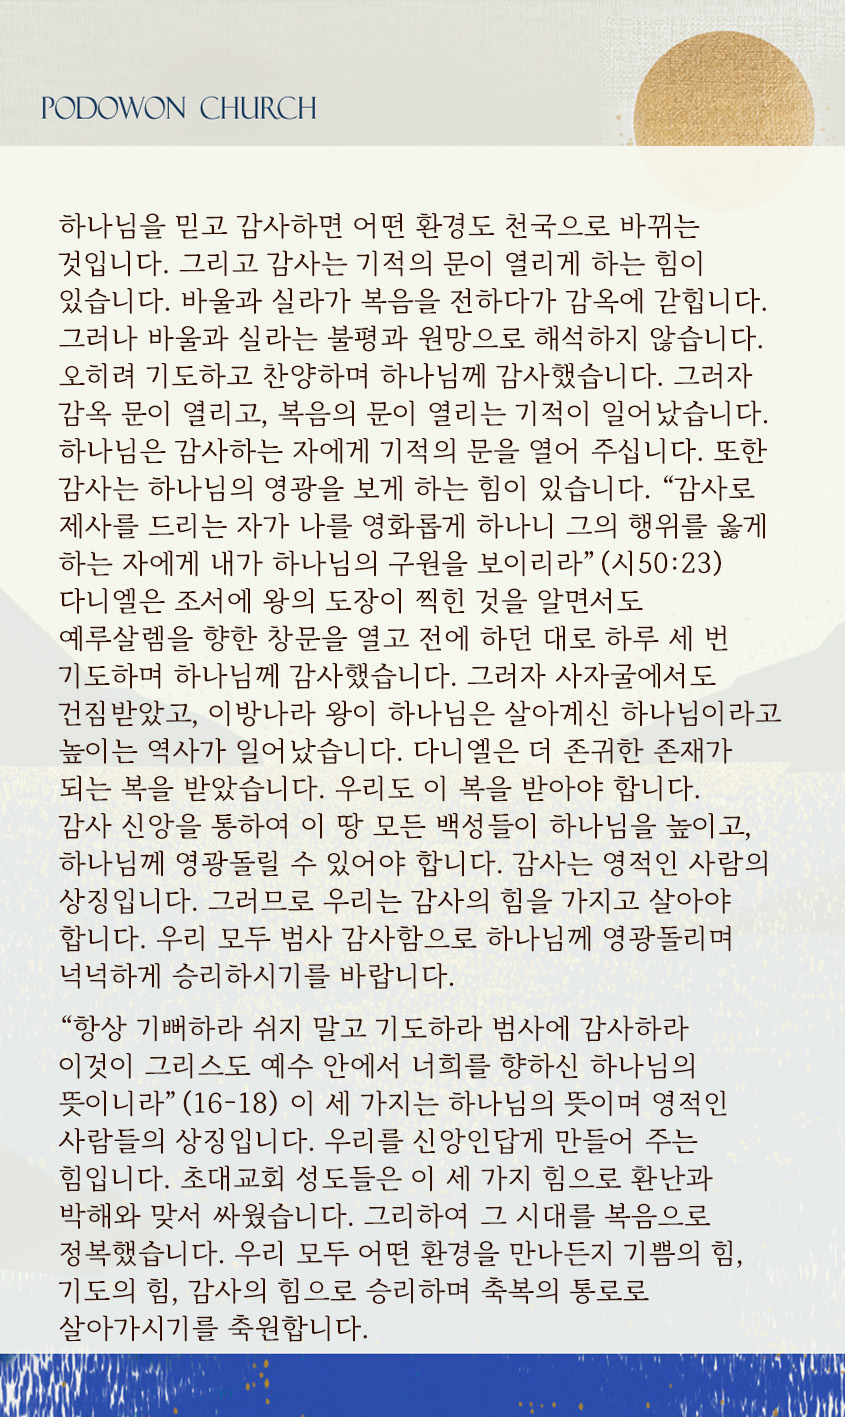 PODOWON CHURCH
하나님을 믿고 감사하면 어떤 환경도 천국으로 바뀌는
것입니다. 그리고 감사는 기적의 문이 열리게 하는 힘이
있습니다. 바울과 실라가 복음을 전하다가 감옥에 갇힙니다.
그러나 바울과 실라는 불평과 원망으로 해석하지 않습니다.
오히려 기도하고 찬양하며 하나님께 감사했습니다. 그러자
감옥 문이 열리고, 복음의 문이 열리는 기적이 일어났습니다.
하나님은 감사하는 자에게 기적의 문을 열어 주십니다. 또한
감사는 하나님의 영광을 보게 하는 힘이 있습니다. “감사로
제사를 드리는 자가 나를 영화롭게 하나니 그의 행위를 옳게
하는 자에게 내가 하나님의 구원을 보이리라”(시50:23)
다니엘은 조서에 왕의 도장이 찍힌 것을 알면서도
예루살렘을 향한 창문을 열고 전에 하던 대로 하루 세 번
기도하며 하나님께 감사했습니다. 그러자 사자굴에서도
건짐받았고, 이방나라 왕이 하나님은 살아계신 하나님이라고
높이는 역사가 일어났습니다. 다니엘은 더 존귀한 존재가
되는 복을 받았습니다. 우리도 이 복을 받아야 합니다.
감사 신앙을 통하여 이 땅 모든 백성들이 하나님을 높이고,
하나님께 영광돌릴 수 있어야 합니다. 감사는 영적인 사람의
상징입니다. 그러므로 우리는 감사의 힘을 가지고 살아야
합니다. 우리 모두 범사 감사함으로 하나님께 영광돌리며
넉넉하게 승리하시기를 바랍니다.
“항상 기뻐하라 쉬지 말고 기도하라 범사에 감사하라
이것이 그리스도 예수 안에서 너희를 향하신 하나님의
뜻이니라”(16-18) 이 세 가지는 하나님의 뜻이며 영적인
사람들의 상징입니다. 우리를 신앙인답게 만들어 주는
힘입니다. 초대교회 성도들은 이 세 가지 힘으로 환난과
박해와 맞서 싸웠습니다. 그리하여 그 시대를 복음으로
정복했습니다. 우리 모두 어떤 환경을 만나든지 기쁨의 힘,
기도의 힘, 감사의 힘으로 승리하며 축복의 통로로
살아가시기를 축원합니다.